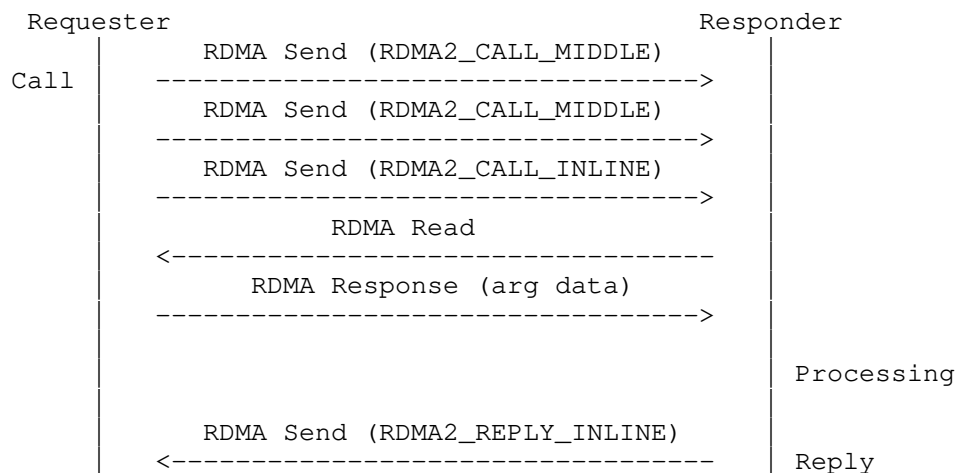 Requester Responder
RDMA Send (RDMA2_CALL_MIDDLE)
Call
RDMA Send (RDMA2_CALL_MIDDLE)
RDMA Send (RDMA2_CALL_INLINE)
RDMA Read
RDMA Response (arg data)
Processing
RDMA Send (RDMA2_REPLY_INLINE)
Reply